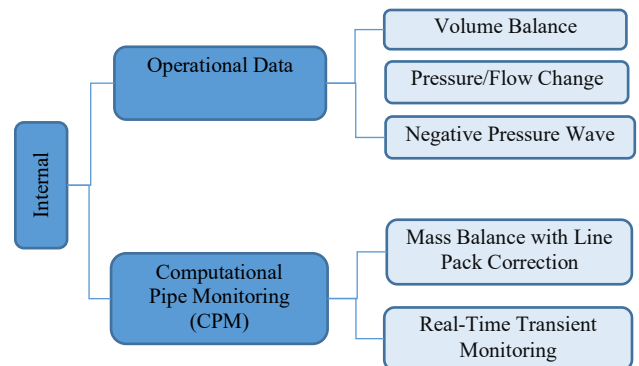 Internal
Operational Data
Volume Balance
Pressure/Flow Change
Negative Pressure Wave
Computational
Pipe Monitoring
(CPM)
Mass Balance with Line
Pack Correction
Real-Time Transient
Monitoring